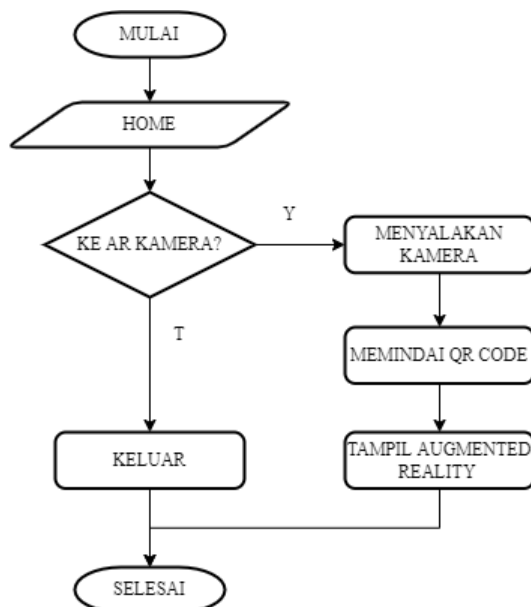 MULAI
HOME
KE AR KAMERA?
Y
MENYALAKAN
KAMERA
MEMINDAI QR CODE
TAMPIL AUGMENTED
REALITY
T
KELUAR
SELESAI